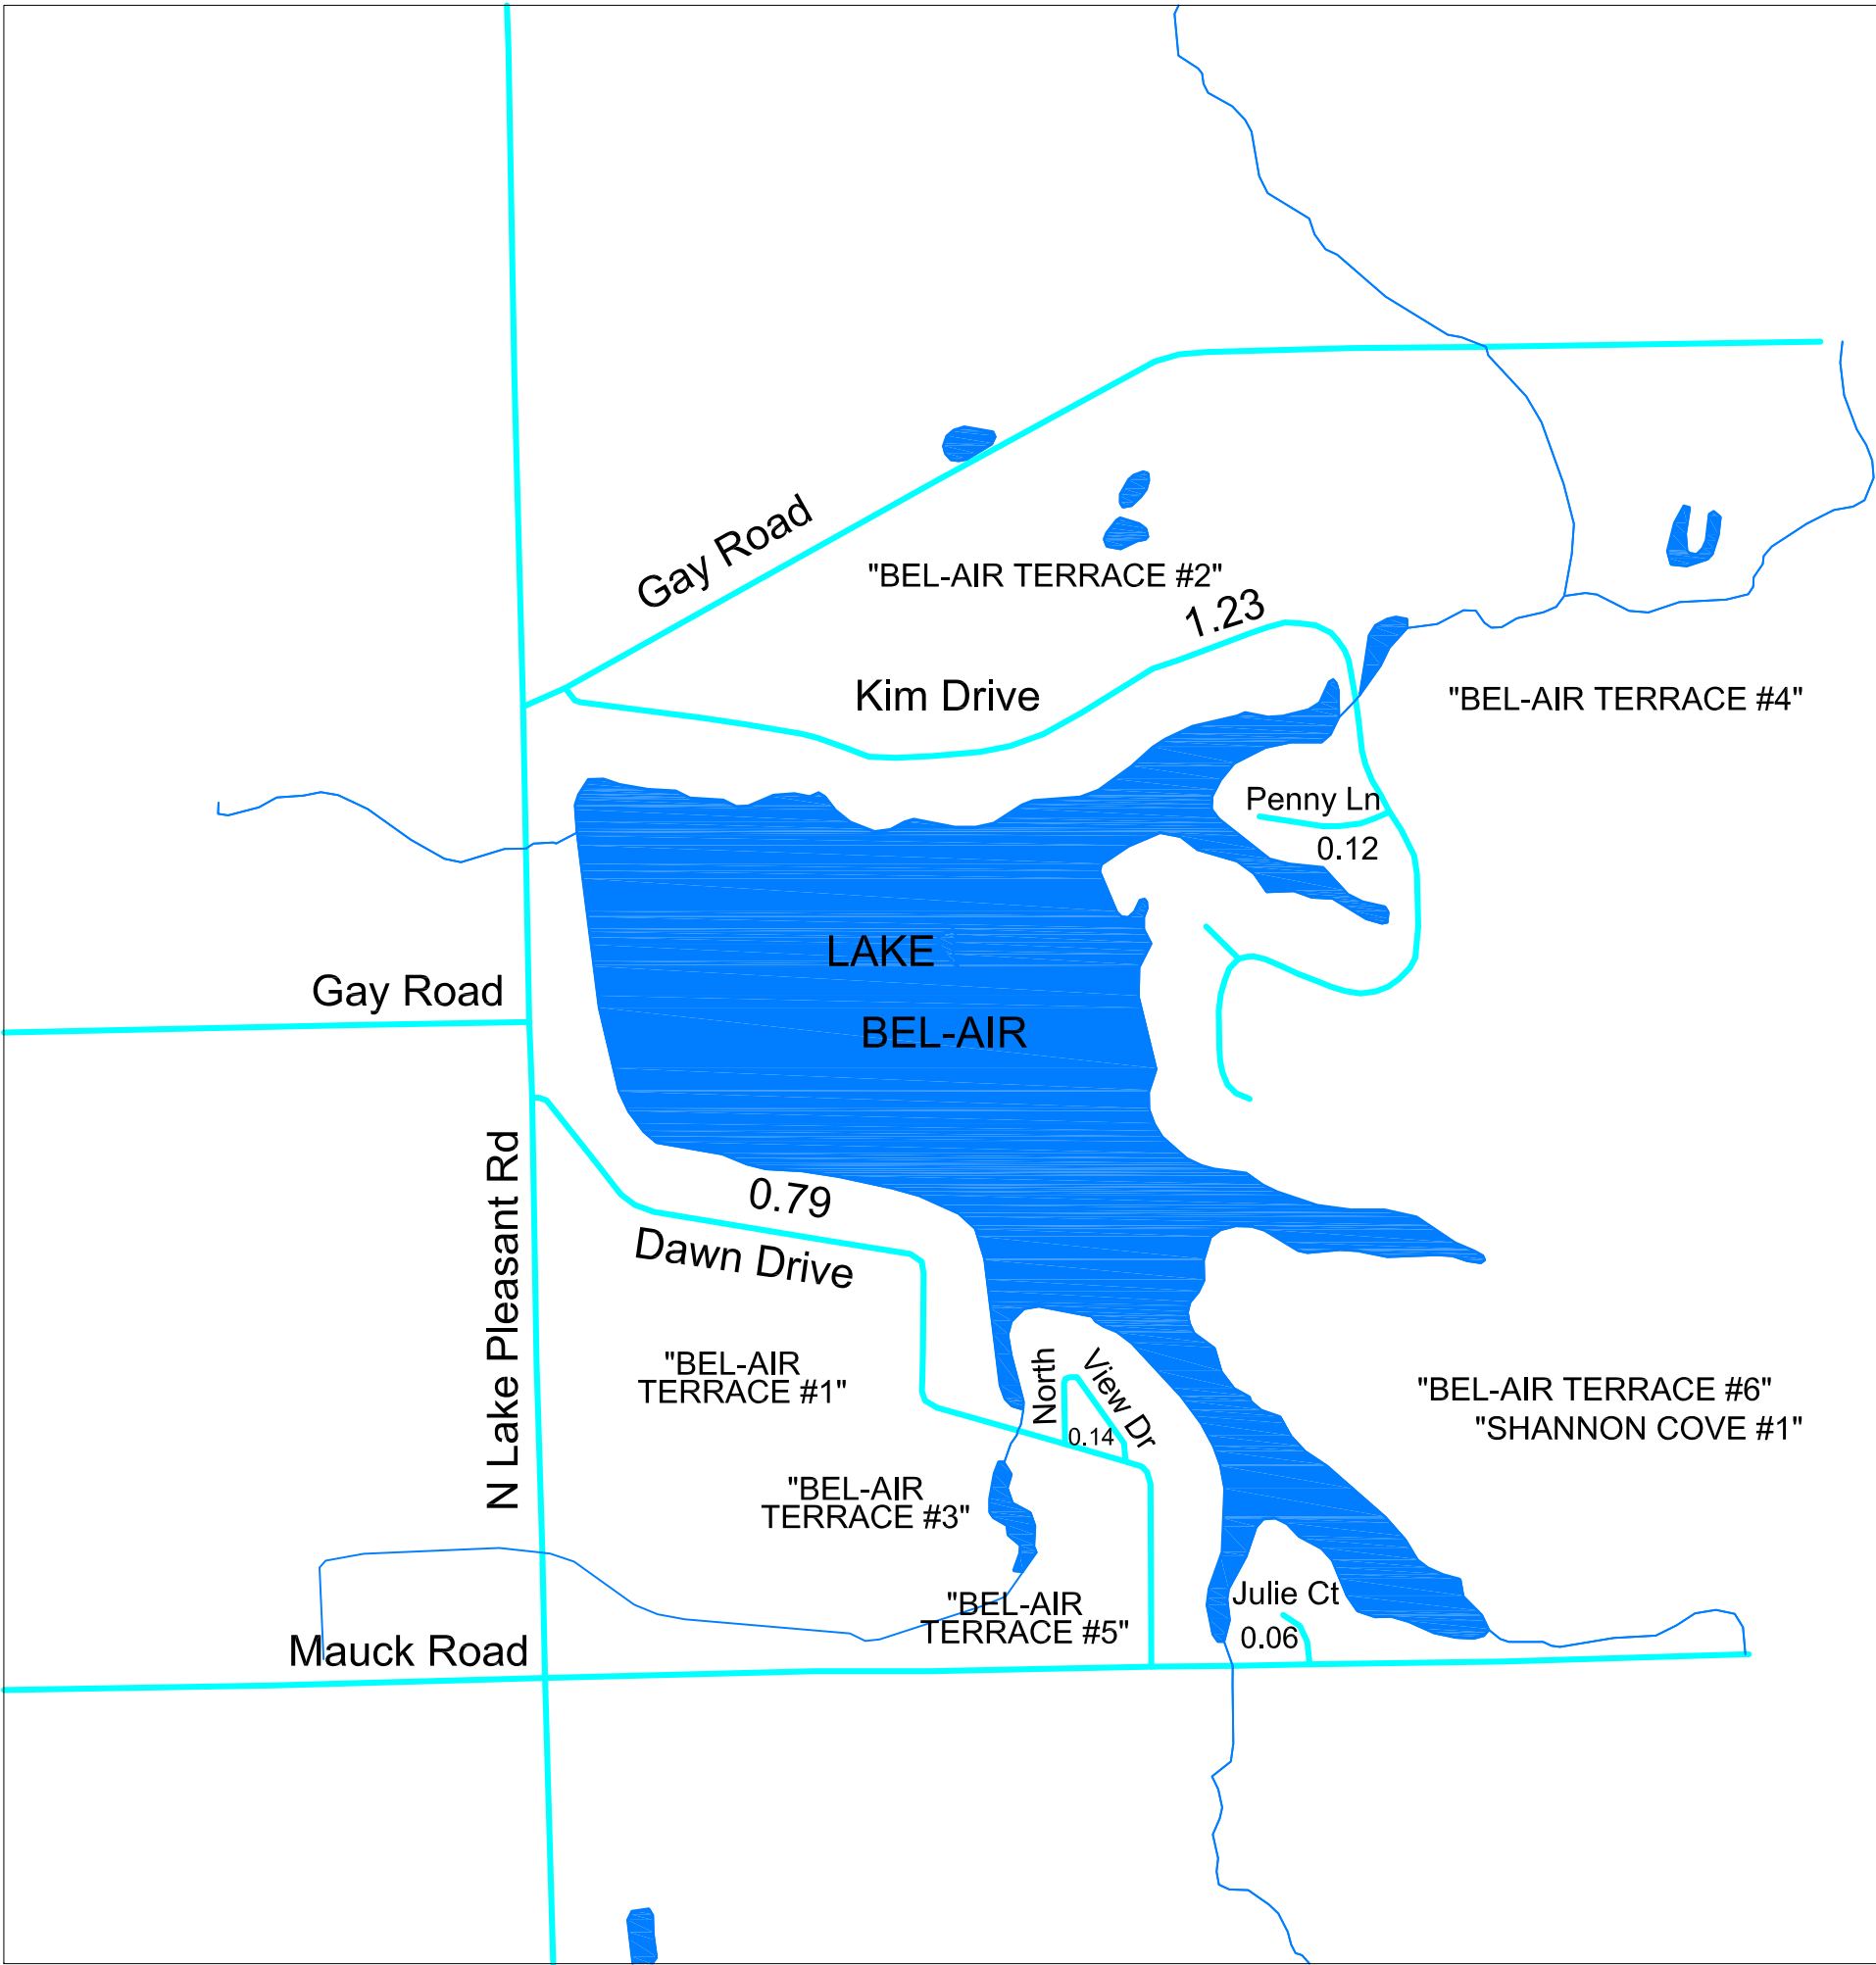 Gay Road
"BEL-AIR TERRACE #2"
1.23
Kim Drive
"BEL-AIR TERRACE #4"
Penny Ln
0.12
LAKE
BEL-AIR
Gay Road
N Lake Pleasant Rd
0.79
Dawn Drive
"BEL-AIR
TERRACE #1"
North
View Dr
0.14
"BEL-AIR TERRACE #6"
"SHANNON COVE #1"
"BEL-AIR
TERRACE #3"
"BEL-AIR
TERRACE #5"
Julie Ct
0.06
Mauck Road